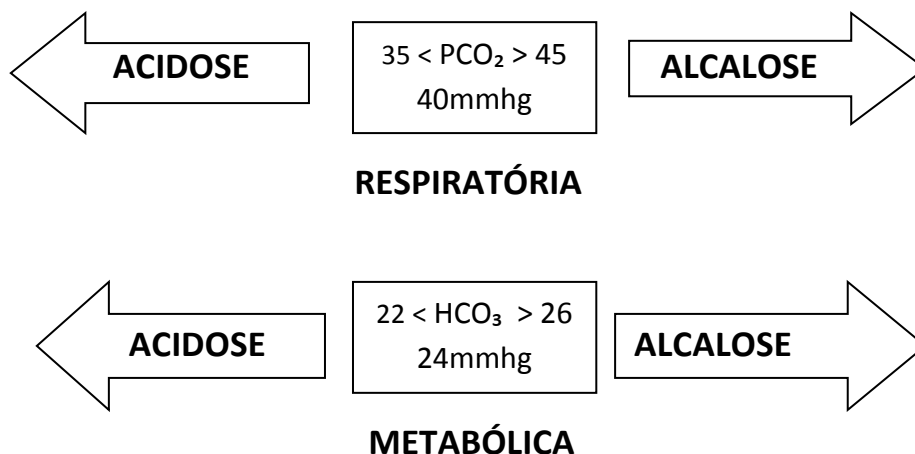 ACIDOSE
35 < PCO₂ > 45
40mmhg
ALCALOSE
RESPIRATÓRIA
ACIDOSE
22 < HCO₃ > 26
24mmhg
ALCALOSE
METABÓLICA